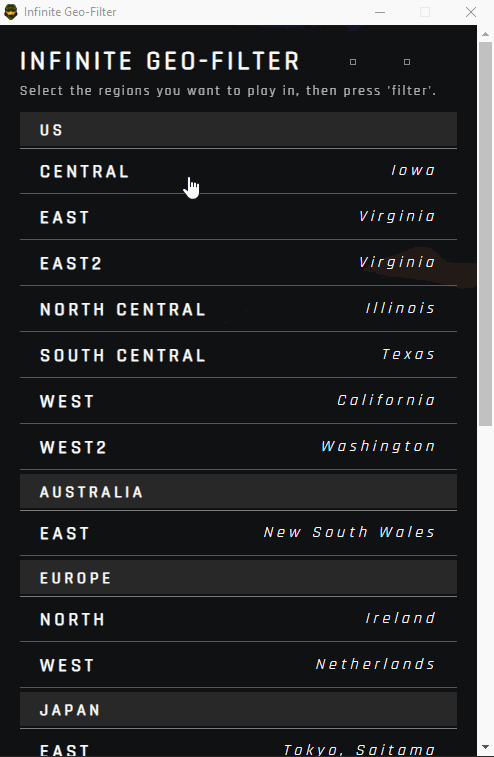 Infinite Geo-Filter
INFINITE GEO-FILTER
Select the regions you want to play in, then press 'filter'.
US
CENTRAL Iowa
EAST Virginia
EAST2 Virginia
NORTH CENTRAL Illinois
SOUTH CENTRAL Texas
WEST California
WEST2 Washington
AUSTRALIA
EAST New South Wales
EUROPE
NORTH Ireland
WEST Netherlands
JAPAN
EAST Tokyo, Saitama